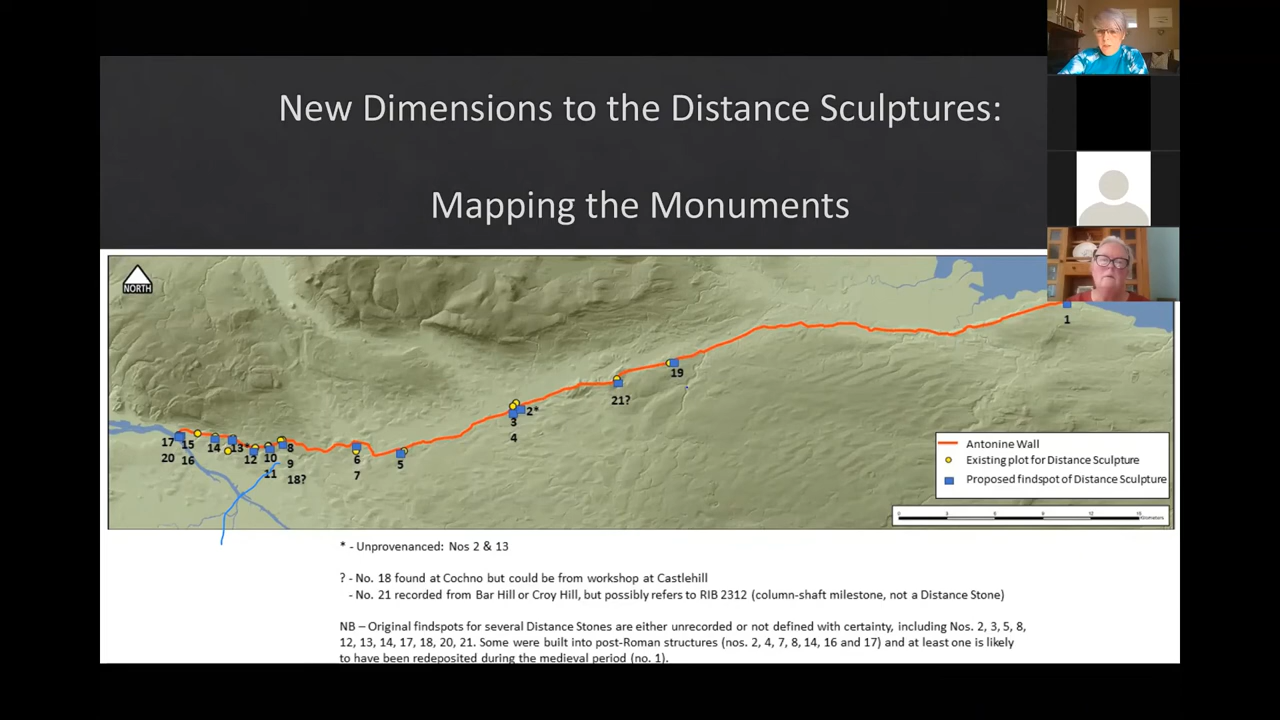 New Dimensions to the Distance Sculptures:
Mapping the Monuments
NORTH
1
19
21?
2*
3
4
17
15
14
13*
12
10
8
20
16
11
9
18?
6
7
5
Antonine Wall
Existing plot for Distance Sculpture
Proposed findspot of Distance Sculpture
0 3 6 9 12 15
Kilometers
* - Unprovenanced: Nos 2 & 13
? - No. 18 found at Cochno but could be from workshop at Castlehill
- No. 21 recorded from Bar Hill or Croy Hill, but possibly refers to RIB 2312 (column-shaft milestone, not a Distance Stone)
NB – Original findspots for several Distance Stones are either unrecorded or not defined with certainty, including Nos. 2, 3, 5, 8,
12, 13, 14, 17, 18, 20, 21. Some were built into post-Roman structures (nos. 2, 4, 7, 8, 14, 16 and 17) and at least one is likely
to have been redeposited during the medieval period (no. 1).